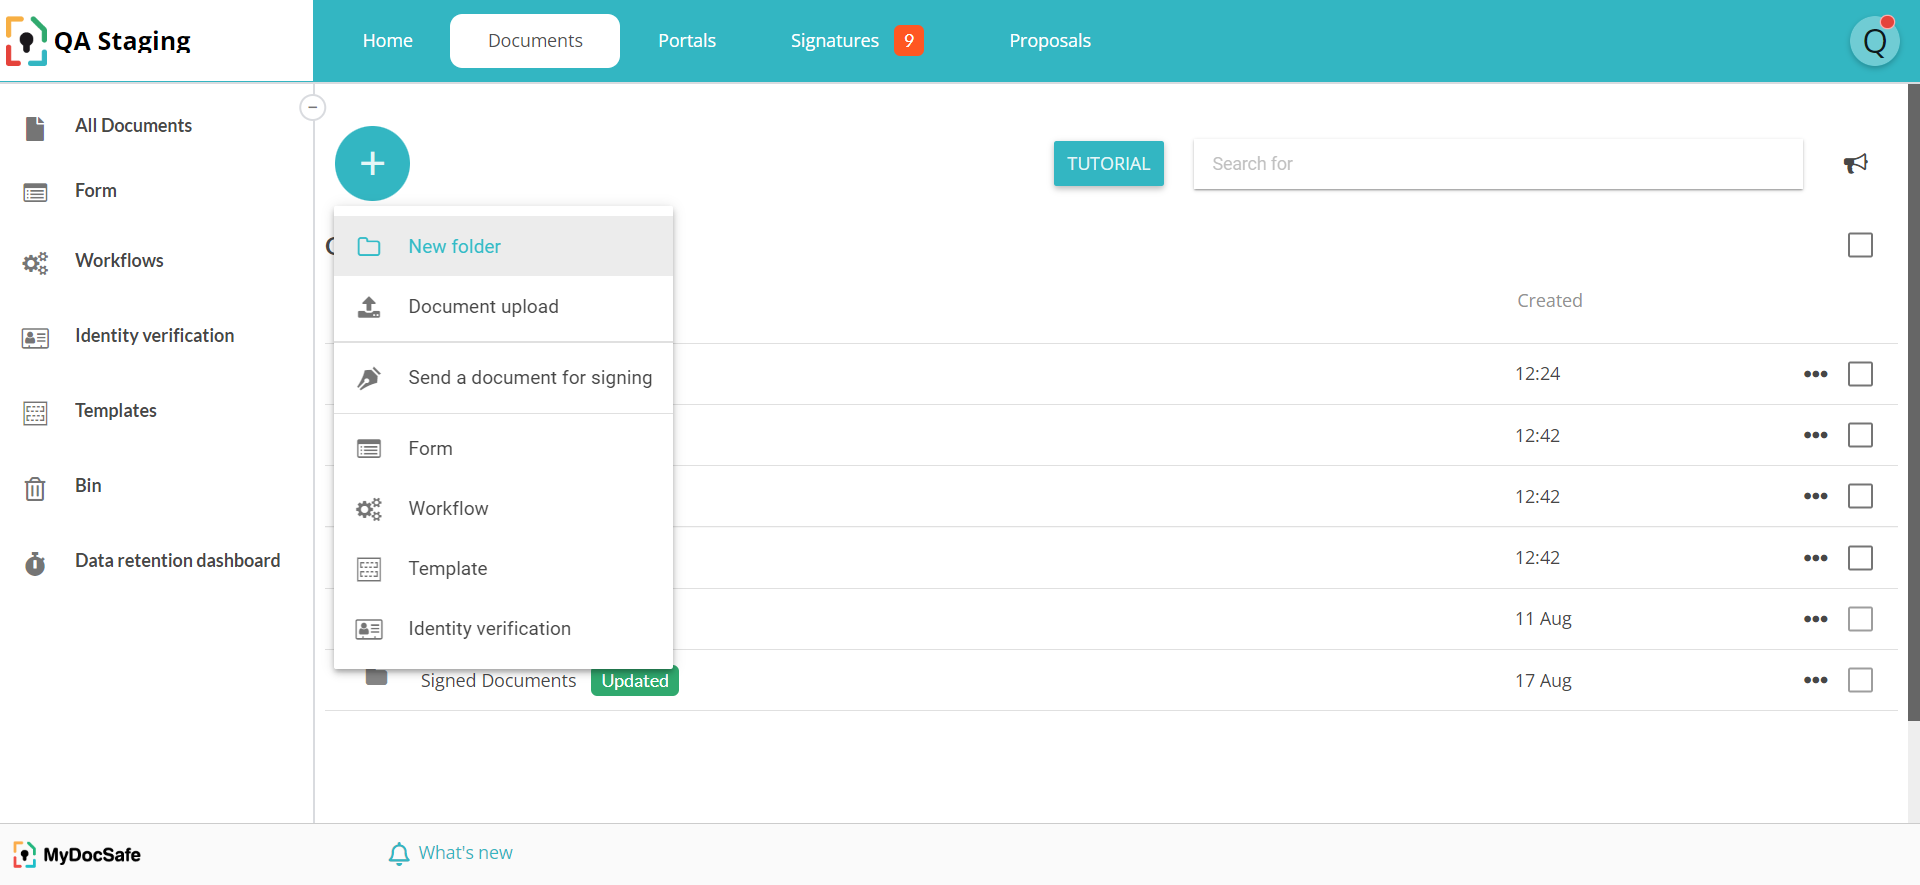 QA Staging
Home
Documents
Portals
Signatures 9
Proposals
Q
All Documents
Form
Workflows
Identity verification
Templates
Bin
Data retention dashboard
+
TUTORIAL
Search for
New folder
Document upload
Send a document for signing
Form
Workflow
Template
Identity verification
Created
12:24
12:42
12:42
12:42
11 Aug
Signed Documents Updated 17 Aug
MyDocSafe
What's new